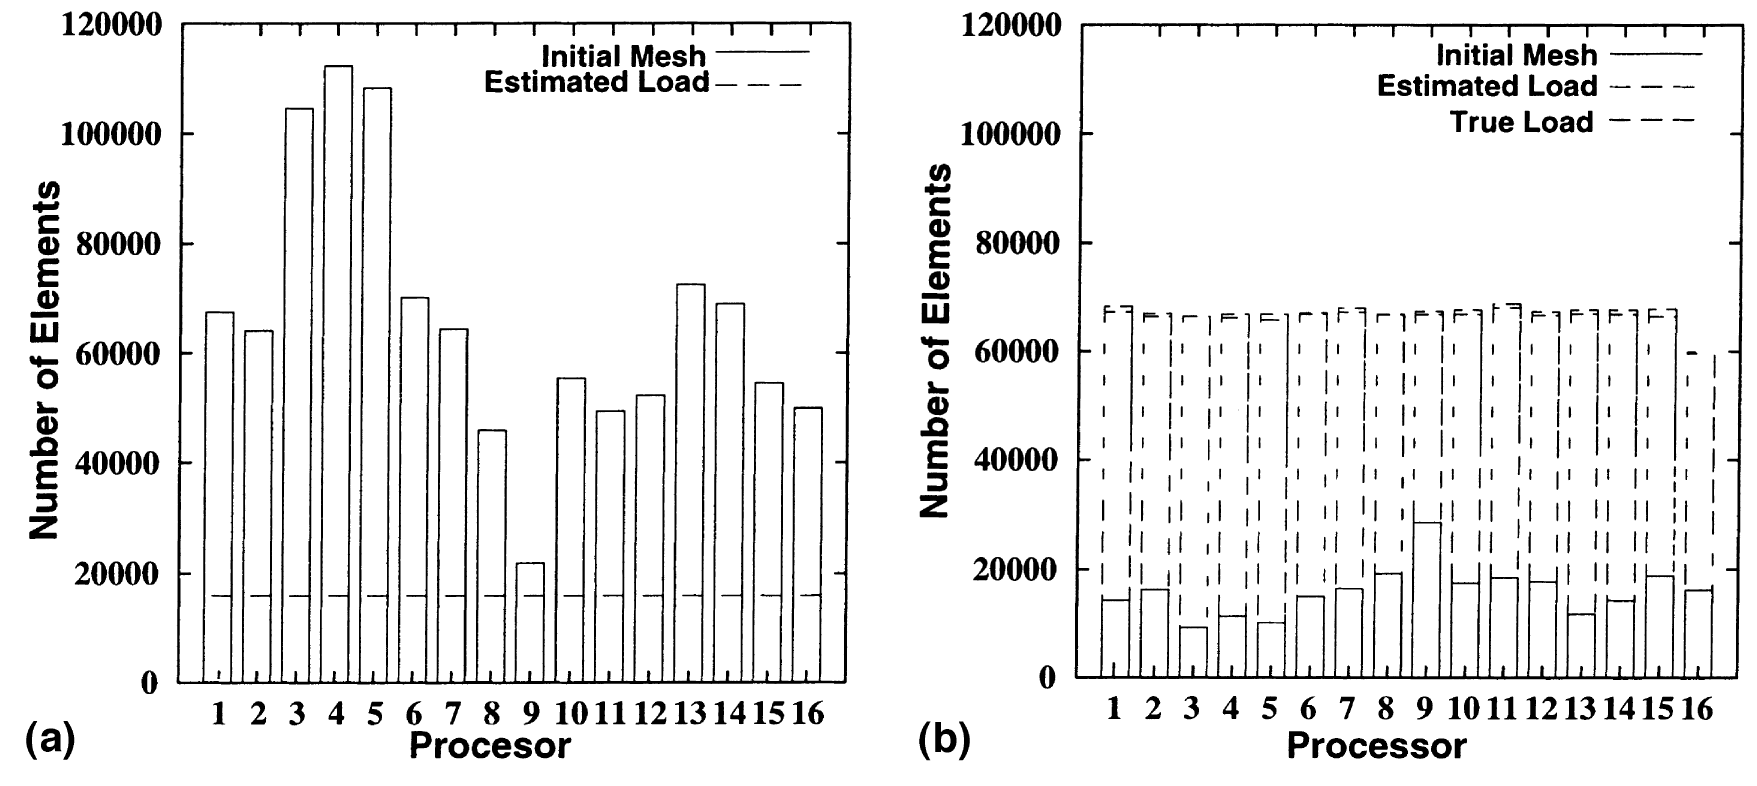 120000
100000
80000
60000
40000
20000
0
Number of Elements
Initial Mesh
Estimated Load
1 2 3 4 5 6 7 8 9 10 11 12 13 14 15 16
(a)
Procesor
120000
100000
80000
60000
40000
20000
0
Number of Elements
Initial Mesh
Estimated Load
True Load
1 2 3 4 5 6 7 8 9 10 11 12 13 14 15 16
(b)
Processor